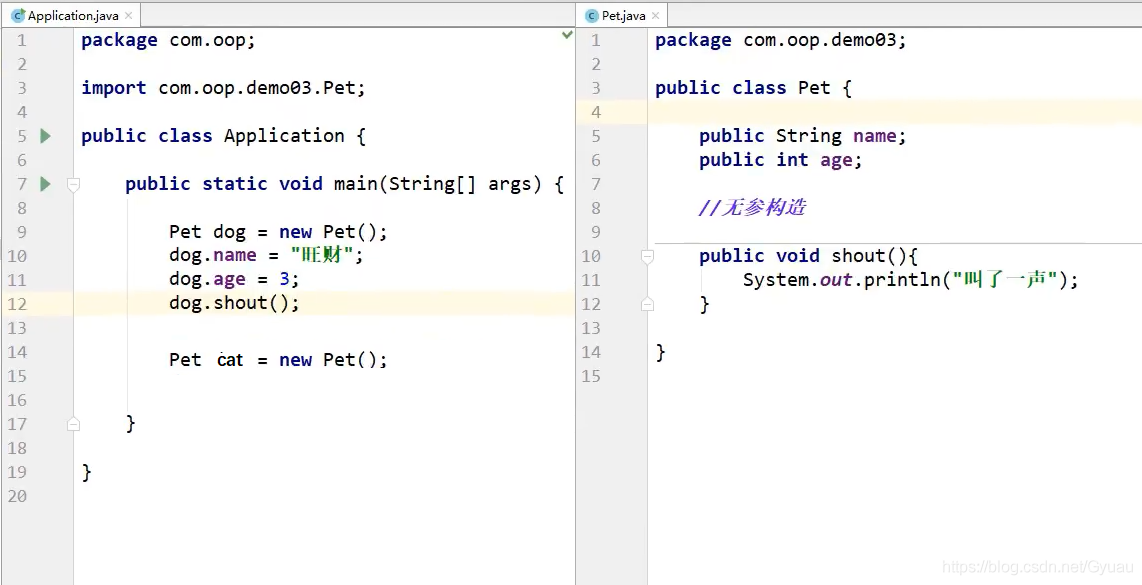 Application.java
1 package com.oop;
2
3 import com.oop.demo03.Pet;
4
5 public class Application {
6
7 public static void main(String[] args) {
8
9 Pet dog = new Pet();
10 dog.name = "旺财";
11 dog.age = 3;
12 dog.shout();
13
14 Pet cat = new Pet();
15
16
17 }
18
19 }
20
Pet.java
1 package com.oop.demo03;
2
3 public class Pet {
4
5 public String name;
6 public int age;
7
8 //无参构造
9
10 public void shout(){
11 System.out.println("叫了一声");
12 }
13
14 }
15
https://blog.csdn.net/Gyuau